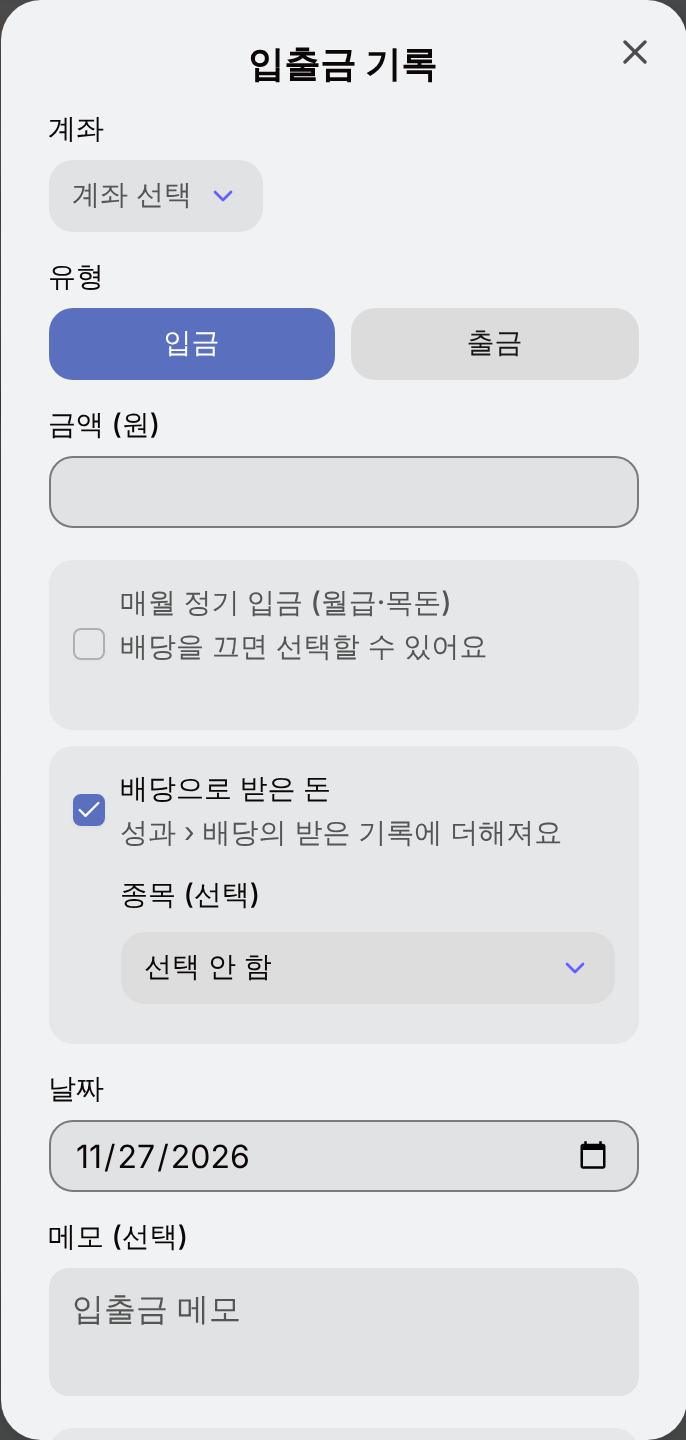 입출금 기록
계좌
계좌 선택
유형
입금
출금
금액 (원)
매월 정기 입금 (월급·목돈)
배당을 끄면 선택할 수 있어요
배당으로 받은 돈
성과 › 배당의 받은 기록에 더해져요
종목 (선택)
선택 안 함
날짜
11/27/2026
메모 (선택)
입출금 메모